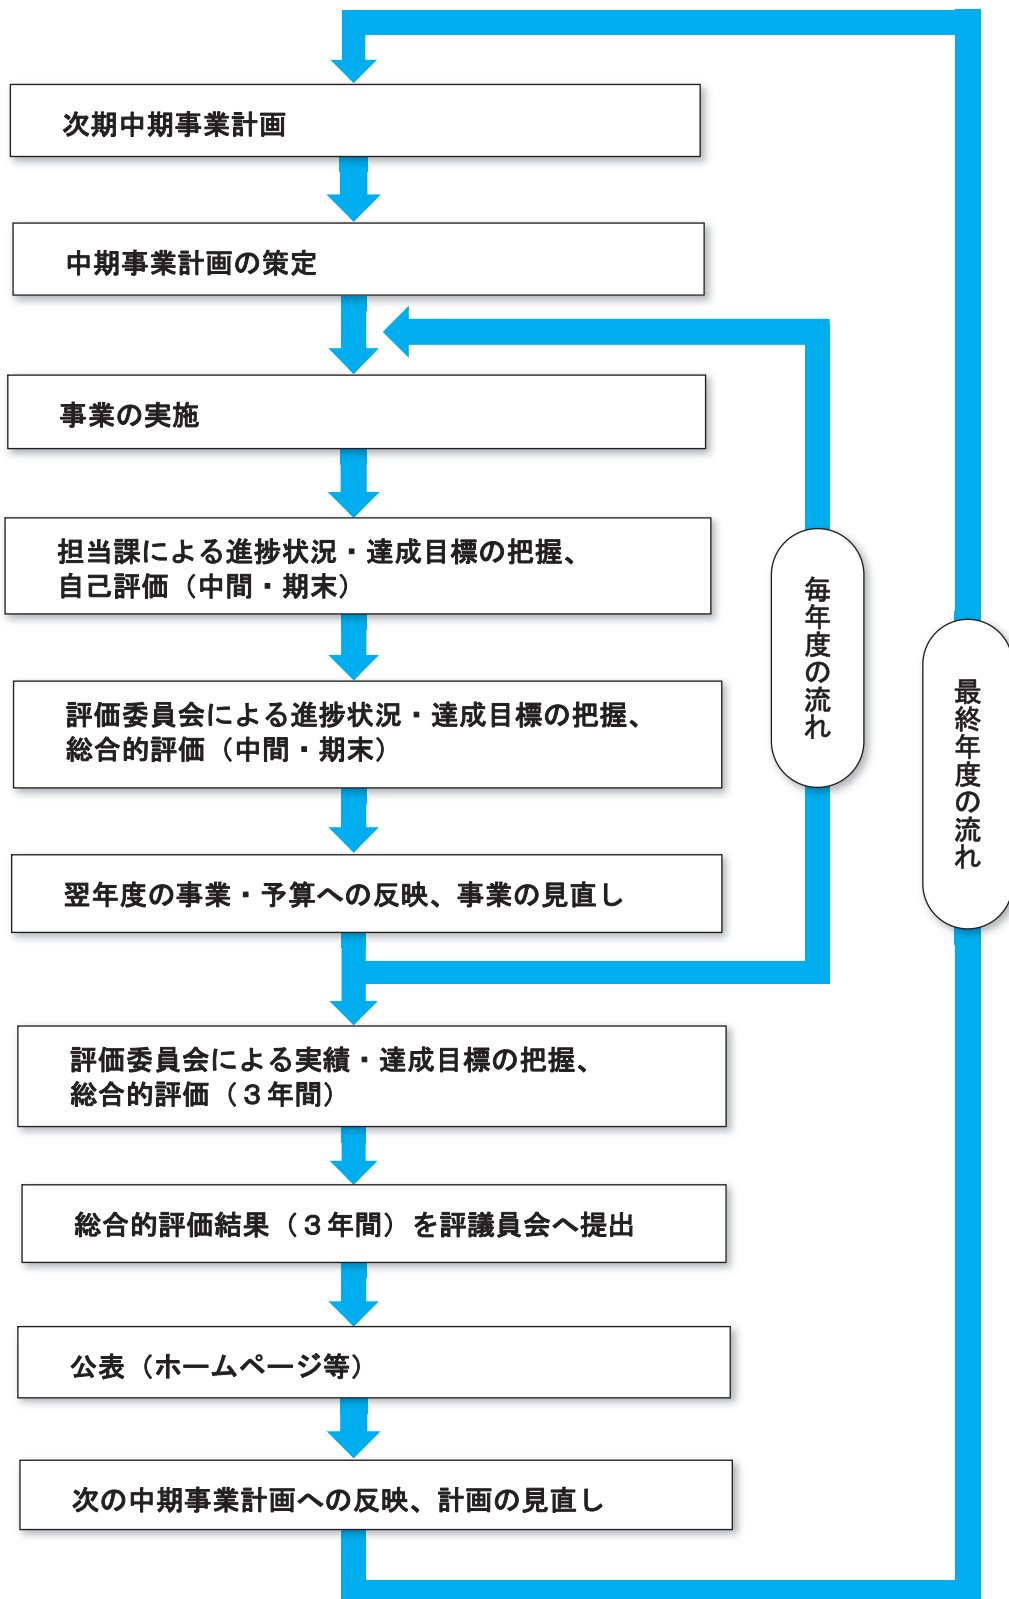 次期中期事業計画
中期事業計画の策定
事業の実施
担当課による進捗状況・達成目標の把握、
自己評価（中間・期末）
評価委員会による進捗状況・達成目標の把握、
総合的評価（中間・期末）
翌年度の事業・予算への反映、事業の見直し
評価委員会による実績・達成目標の把握、
総合的評価（３年間）
総合的評価結果（３年間）を評議員会へ提出
公表（ホームページ等）
次の中期事業計画への反映、計画の見直し
毎年度の流れ
最終年度の流れ